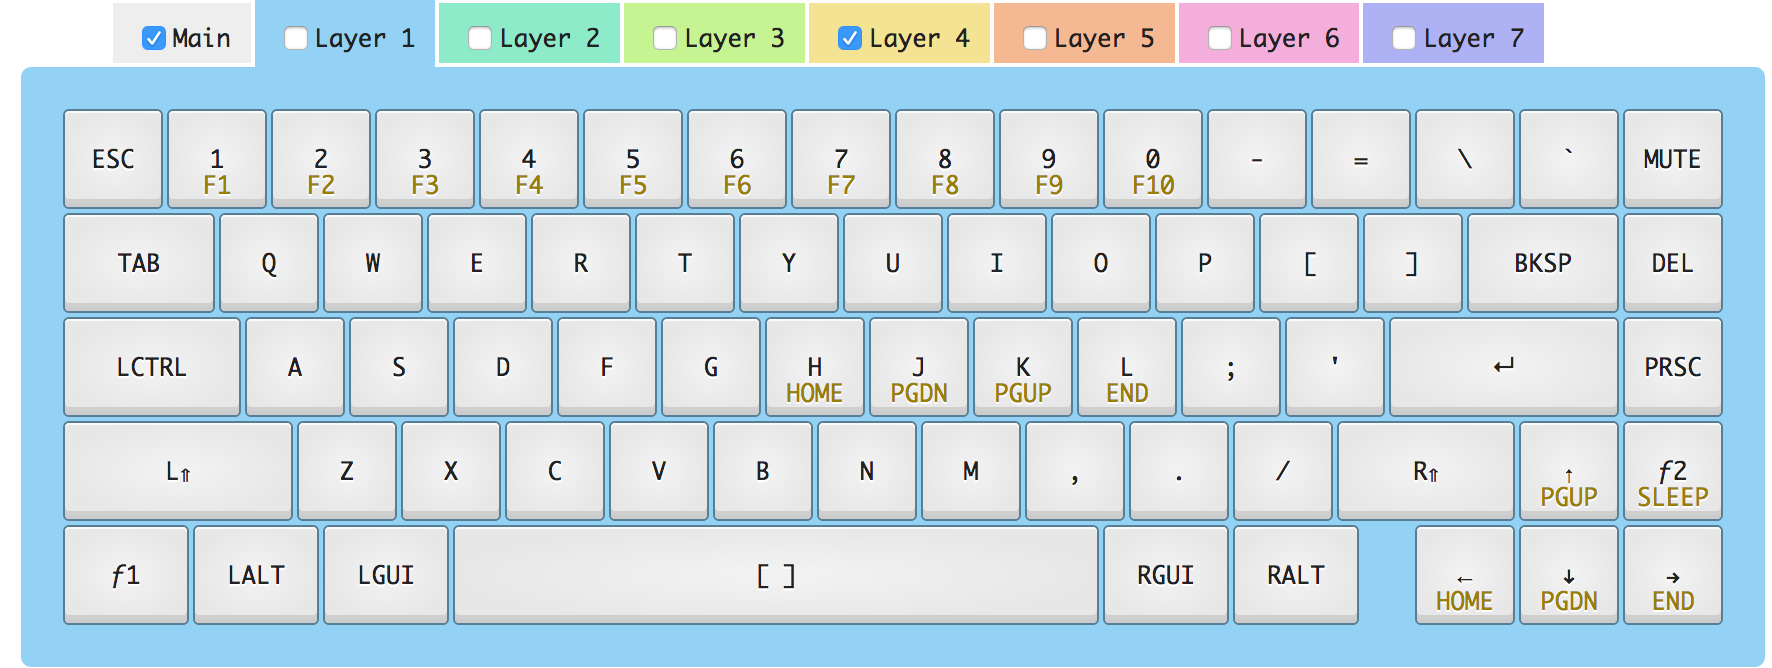 Main Layer 1 Layer 2 Layer 3 Layer 4 Layer 5 Layer 6 Layer 7
ESC 1 2 3 4 5 6 7 8 9 0 - = \ ` MUTE
F1 F2 F3 F4 F5 F6 F7 F8 F9 F10
TAB Q W E R T Y U I O P [ ] BKSP DEL
LCTRL A S D F G H J K L ; ' ↵ PRSC
HOME PGDN PGUP END
L⇑ Z X C V B N M , . / R⇑ ↑ ƒ2
PGUP SLEEP
ƒ1 LALT LGUI [ ] RGUI RALT ← ↓ →
HOME PGDN END